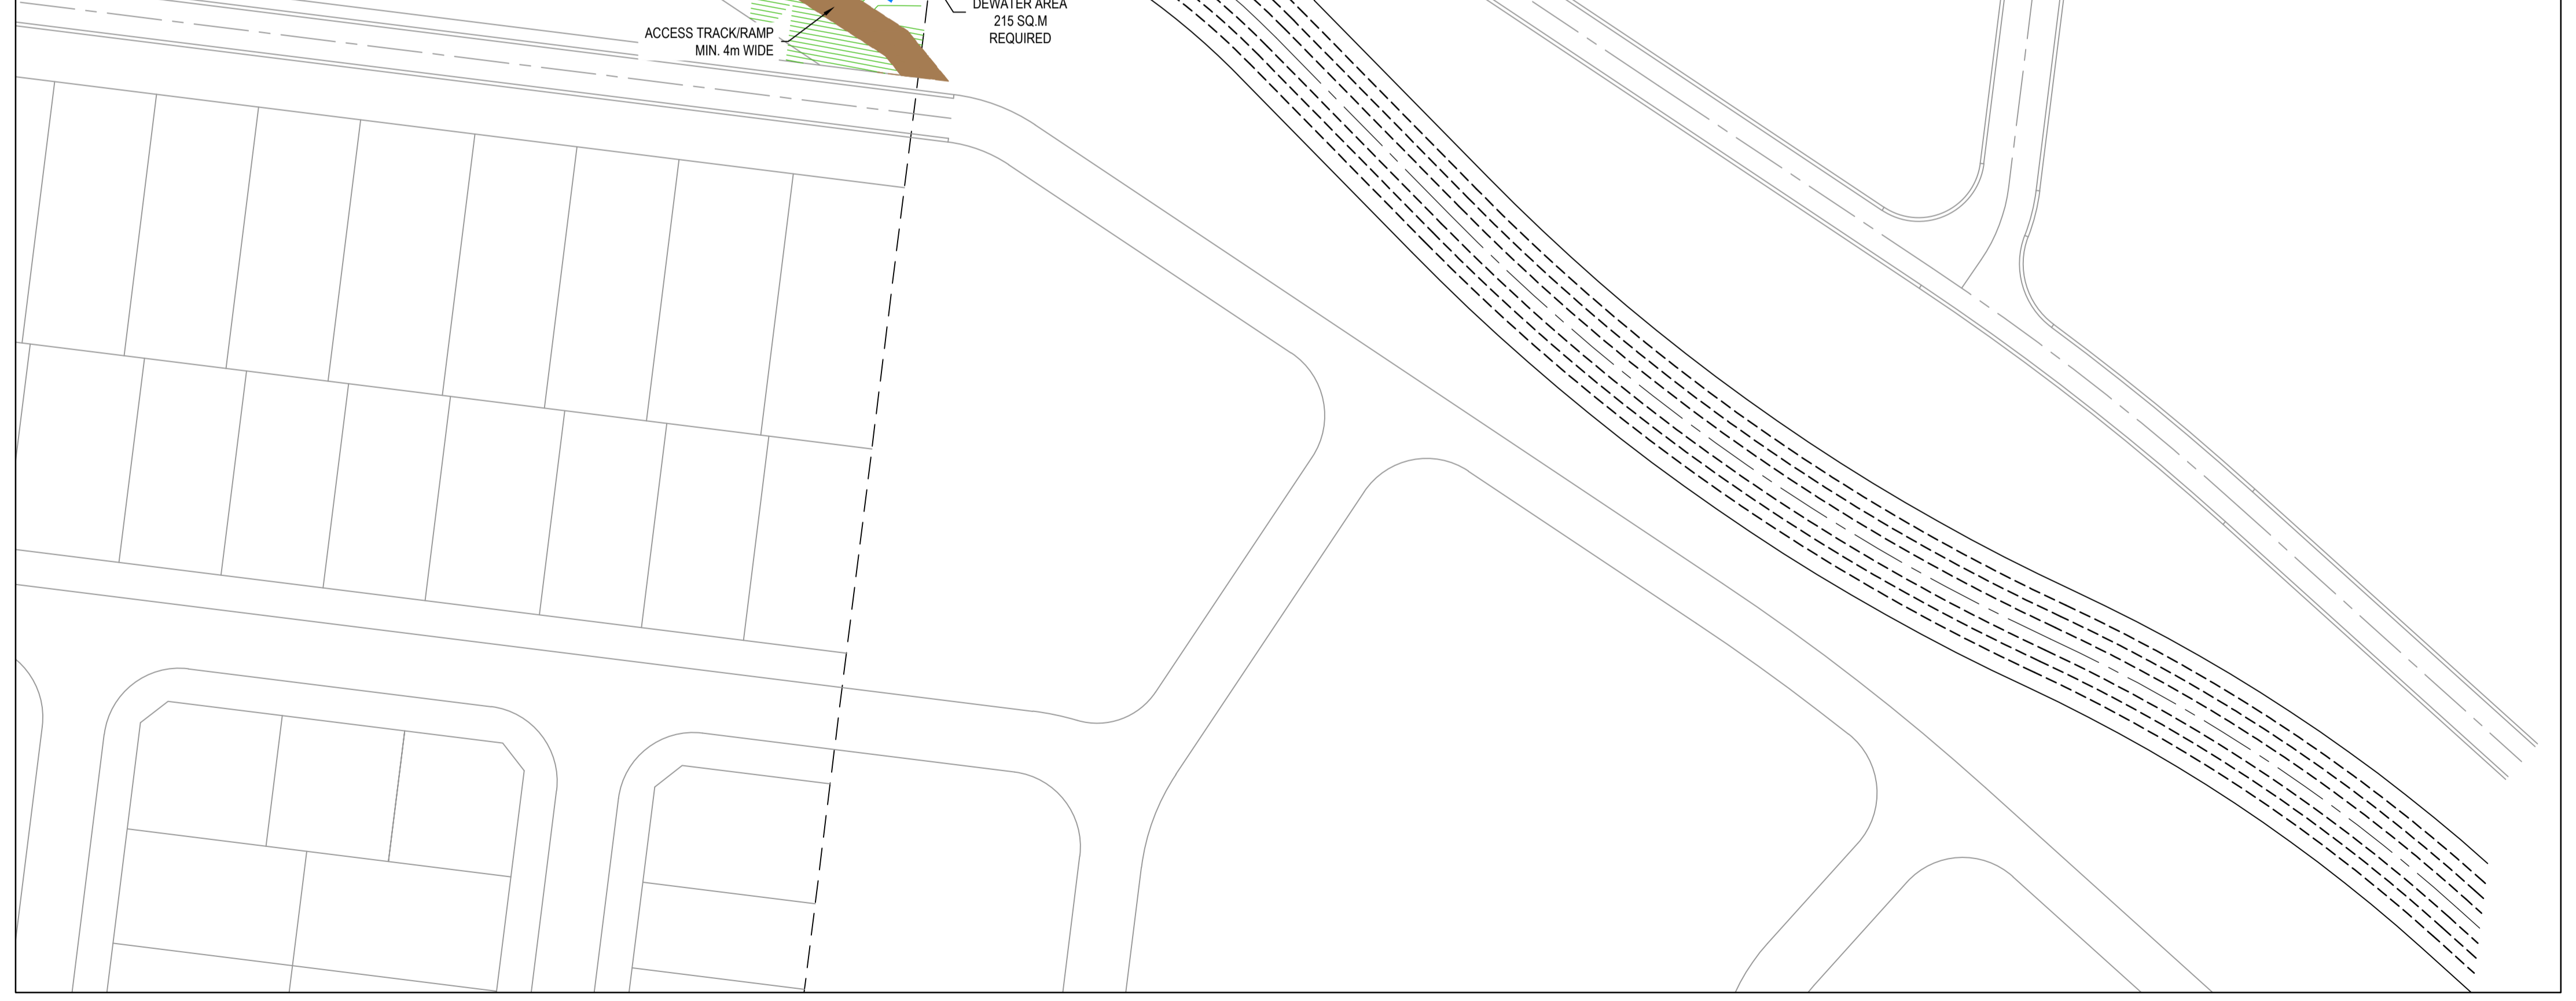 ACCESS TRACK/RAMP
MIN. 4m WIDE
DEWATER AREA
215 SQ.M
REQUIRED